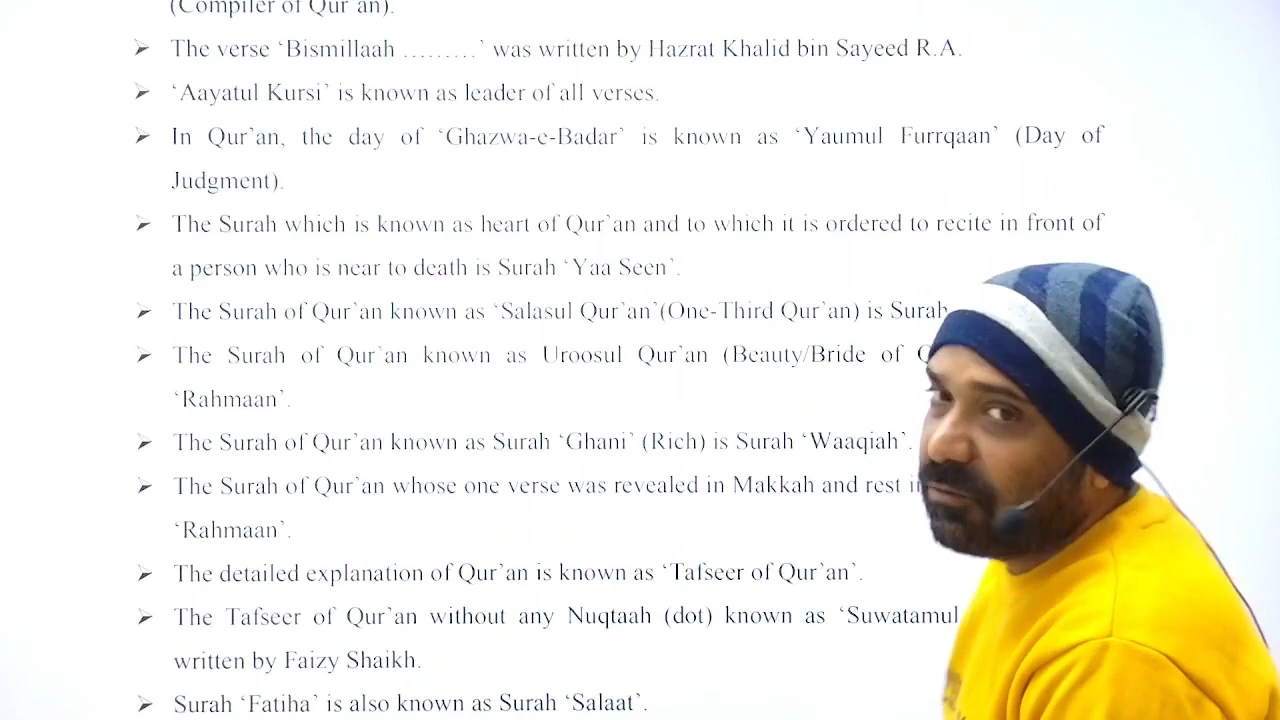 (Compiler of Qur'an).
➢ The verse 'Bismillaah ………' was written by Hazrat Khalid bin Sayeed R.A.
➢ 'Aayatul Kursi' is known as leader of all verses.
➢ In Qur'an, the day of 'Ghazwa-e-Badar' is known as 'Yaumul Furrqaan' (Day of
Judgment).
➢ The Surah which is known as heart of Qur'an and to which it is ordered to recite in front of
a person who is near to death is Surah 'Yaa Seen'.
➢ The Surah of Qur'an known as 'Salasul Qur'an'(One-Third Qur'an) is Surah
➢ The Surah of Qur'an known as Uroosul Qur'an (Beauty/Bride of
'Rahmaan'.
➢ The Surah of Qur'an known as Surah 'Ghani' (Rich) is Surah 'Waaqiah'.
➢ The Surah of Qur'an whose one verse was revealed in Makkah and rest
'Rahmaan'.
➢ The detailed explanation of Qur'an is known as 'Tafseer of Qur'an'.
➢ The Tafseer of Qur'an without any Nuqtaah (dot) known as 'Suwatamul
written by Faizy Shaikh.
➢ Surah 'Fatiha' is also known as Surah 'Salaat'.